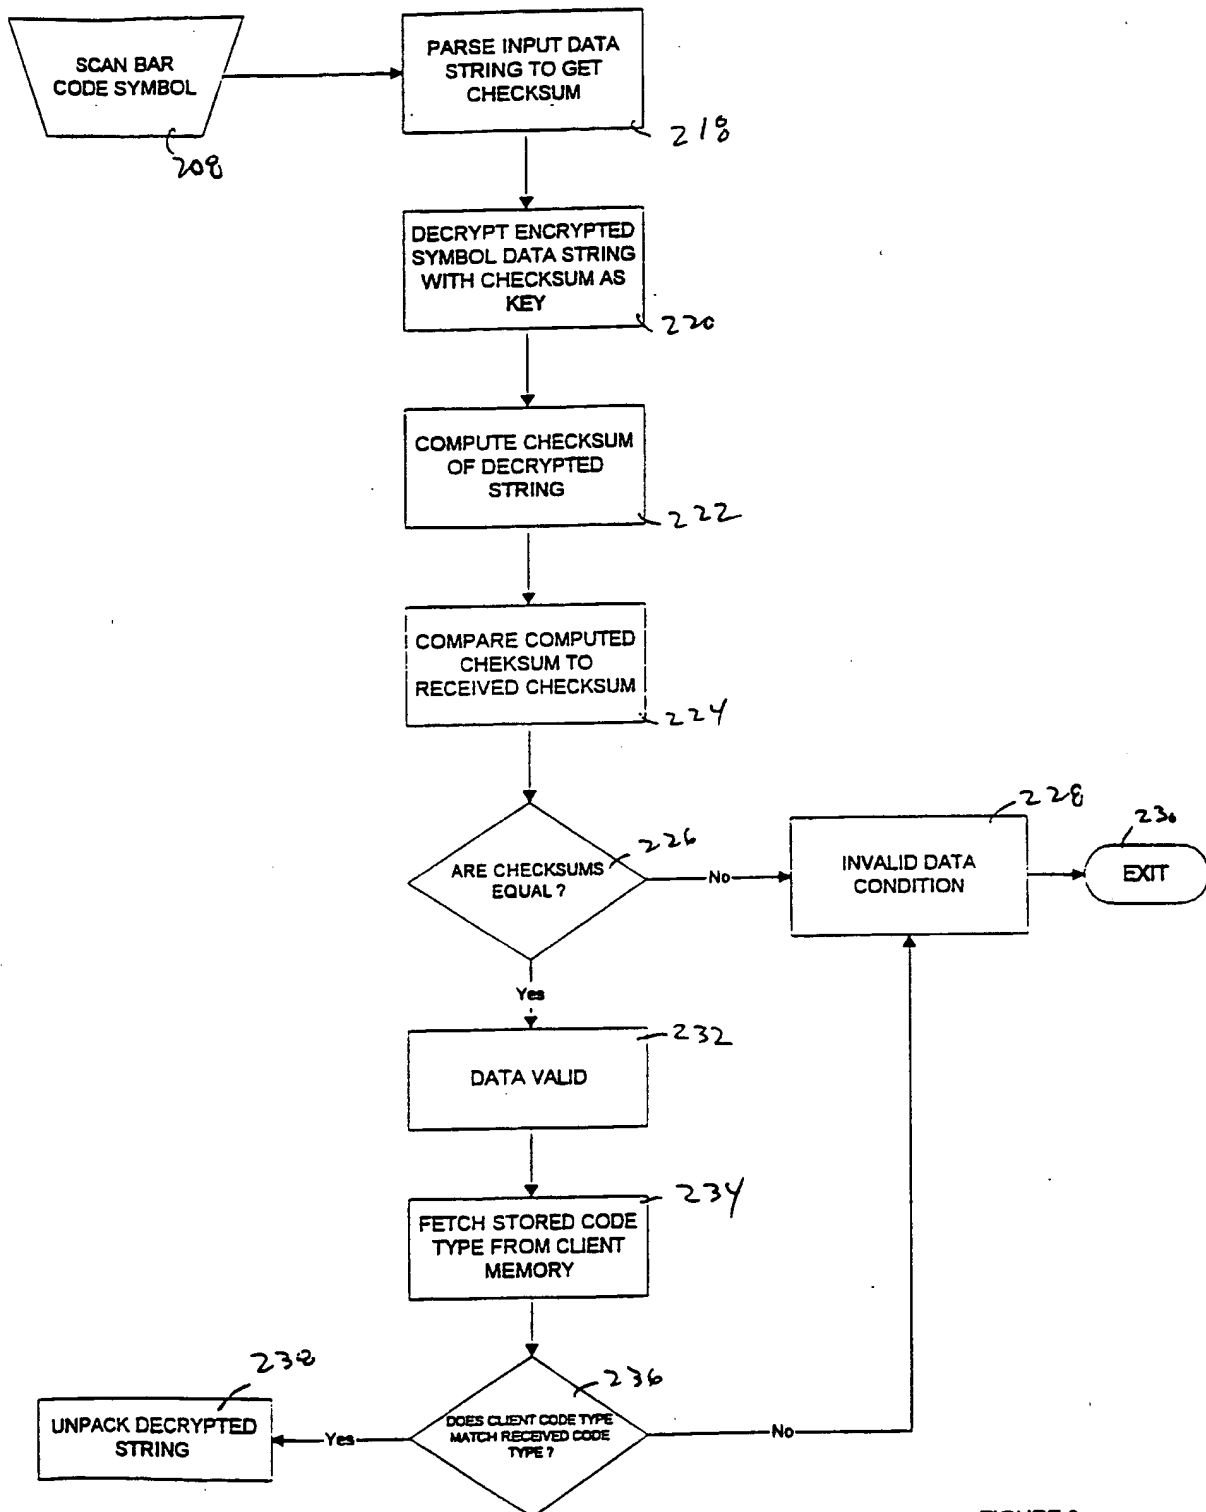 SCAN BAR
CODE SYMBOL
208
PARSE INPUT DATA
STRING TO GET
CHECKSUM
218
DECRYPT ENCRYPTED
SYMBOL DATA STRING
WITH CHECKSUM AS
KEY
220
COMPUTE CHECKSUM
OF DECRYPTED
STRING
222
COMPARE COMPUTED
CHEKSUM TO
RECEIVED CHECKSUM
224
ARE CHECKSUMS
EQUAL ?
226
No
INVALID DATA
CONDITION
228
EXIT
230
Yes
DATA VALID
232
FETCH STORED CODE
TYPE FROM CLIENT
MEMORY
234
DOES CLIENT CODE TYPE
MATCH RECEIVED CODE
TYPE ?
236
No
Yes
UNPACK DECRYPTED
STRING
238